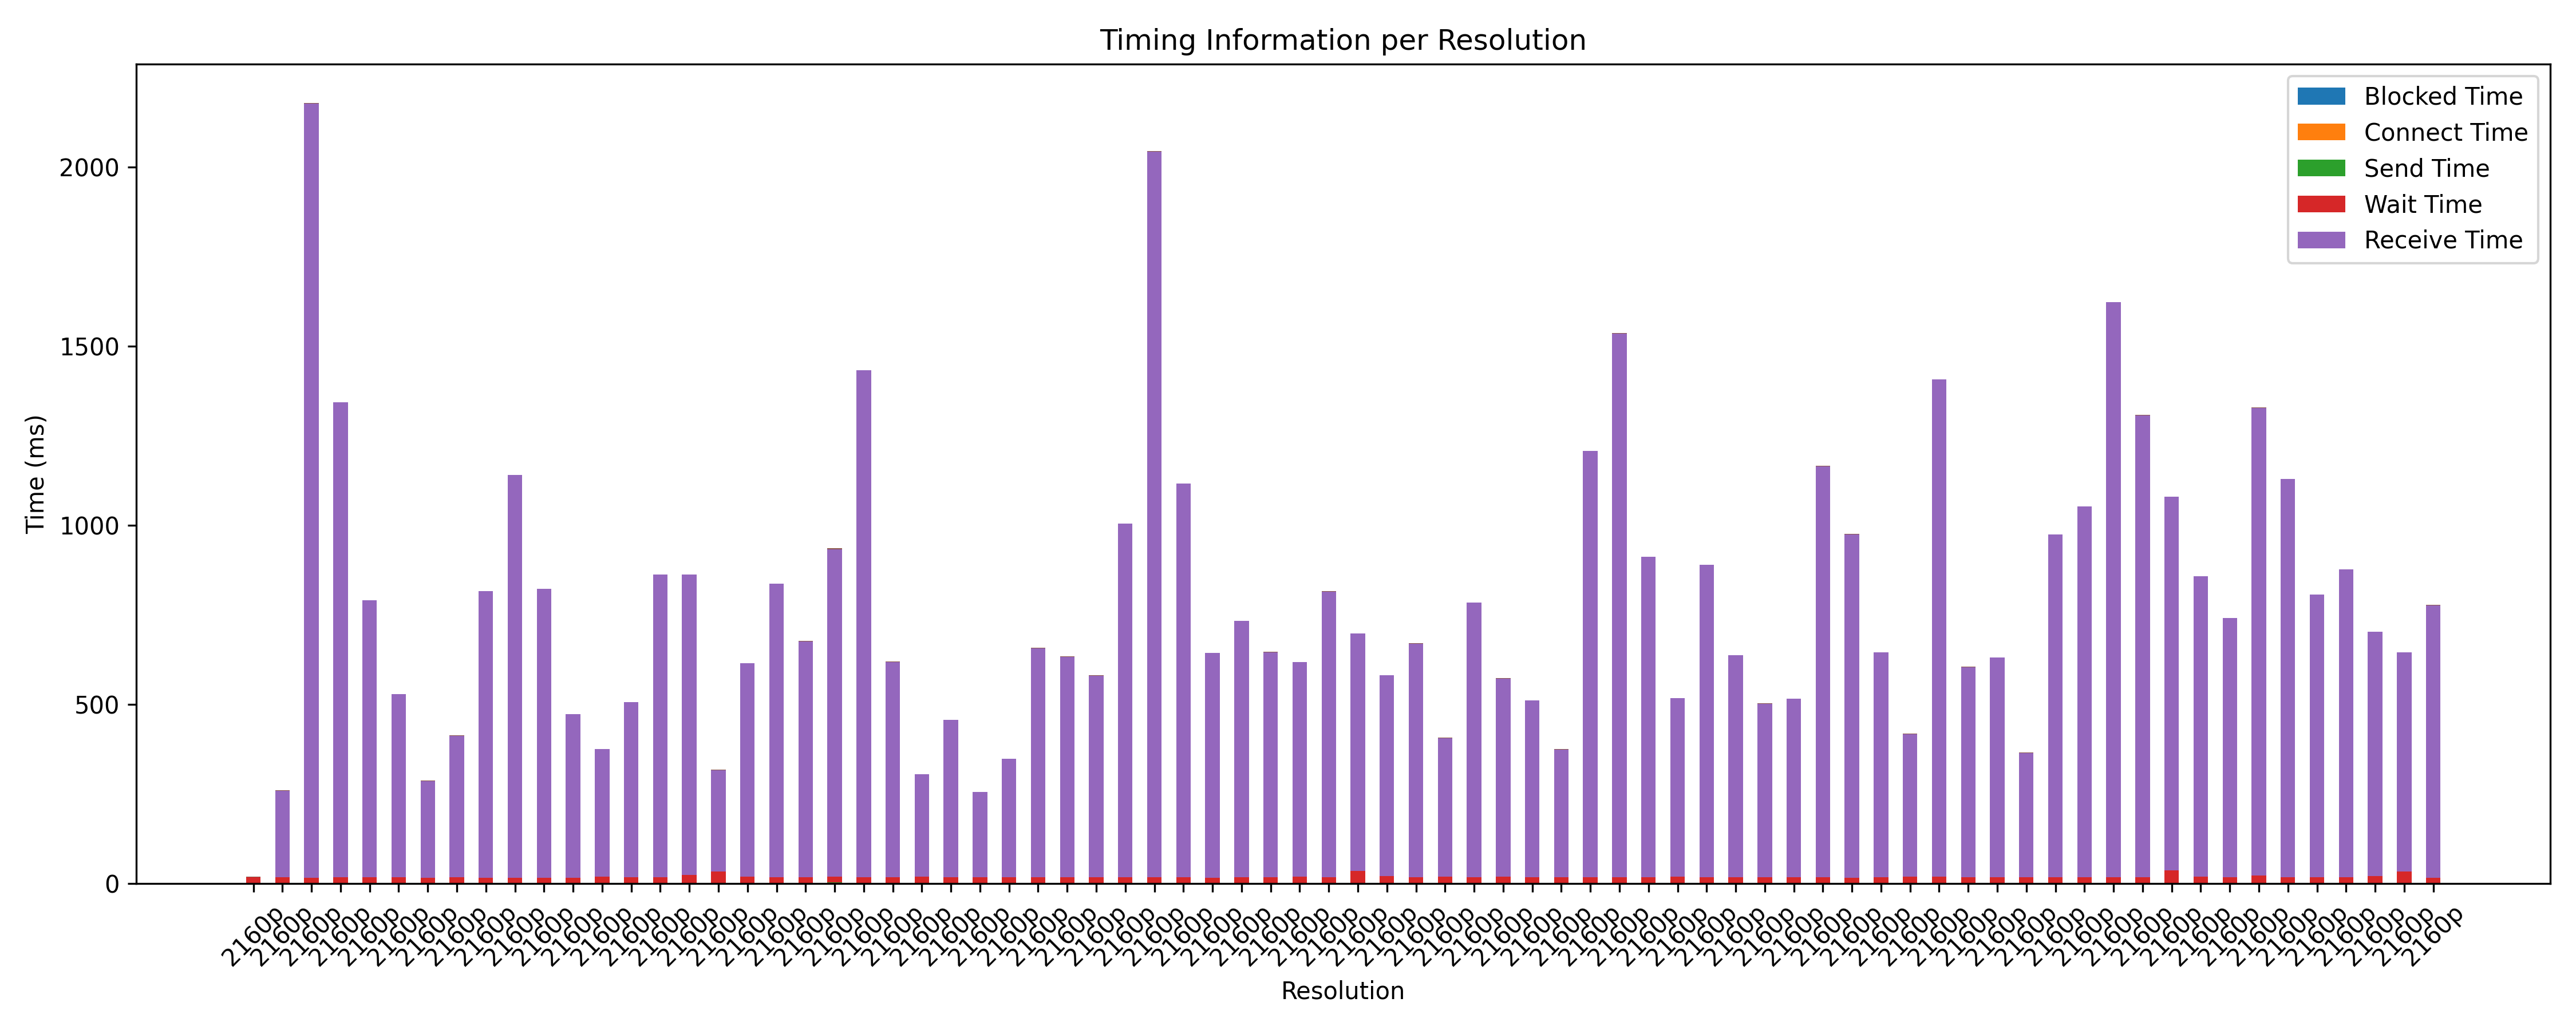 Timing Information per Resolution
Blocked Time
Connect Time
Send Time
Wait Time
Receive Time
2000
1500
1000
500
0
Time (ms)
2160p 2160p 2160p 2160p 2160p 2160p 2160p 2160p 2160p 2160p 2160p 2160p 2160p 2160p 2160p 2160p 2160p 2160p 2160p 2160p 2160p 2160p 2160p 2160p 2160p 2160p 2160p 2160p 2160p 2160p 2160p 2160p 2160p 2160p 2160p 2160p 2160p 2160p 2160p 2160p 2160p 2160p 2160p 2160p 2160p 2160p 2160p 2160p 2160p 2160p 2160p 2160p 2160p 2160p 2160p 2160p 2160p 2160p 2160p 2160p 2160p 2160p 2160p 2160p 2160p 2160p 2160p 2160p 2160p 2160p 2160p 2160p 2160p 2160p 2160p 2160p
Resolution